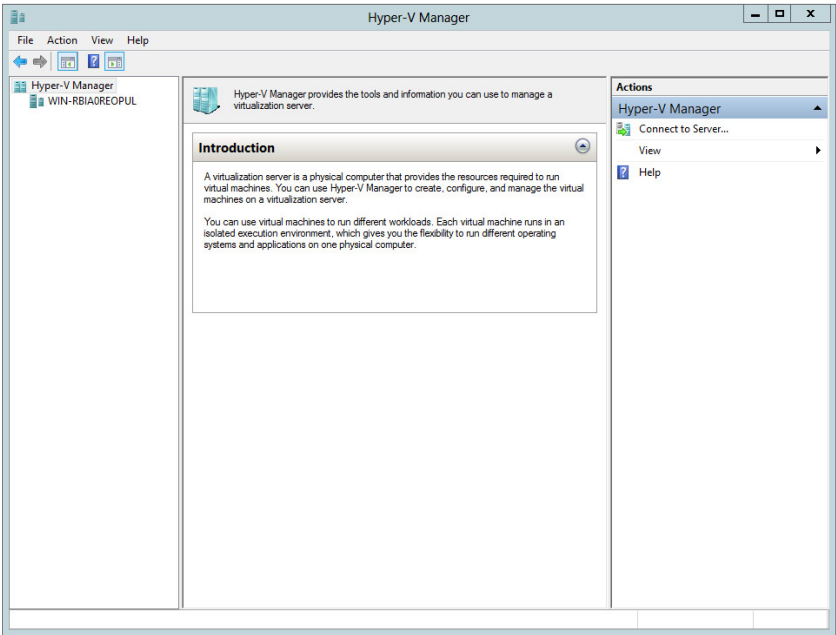 Hyper-V Manager
File Action View Help
Hyper-V Manager
WIN-RBIA0REOPUL
Hyper-V Manager provides the tools and information you can use to manage a
virtualization server.
Introduction
A virtualization server is a physical computer that provides the resources required to run
virtual machines. You can use Hyper-V Manager to create, configure, and manage the virtual
machines on a virtualization server.
You can use virtual machines to run different workloads. Each virtual machine runs in an
isolated execution environment, which gives you the flexibility to run different operating
systems and applications on one physical computer.
Actions
Hyper-V Manager
Connect to Server...
View
Help